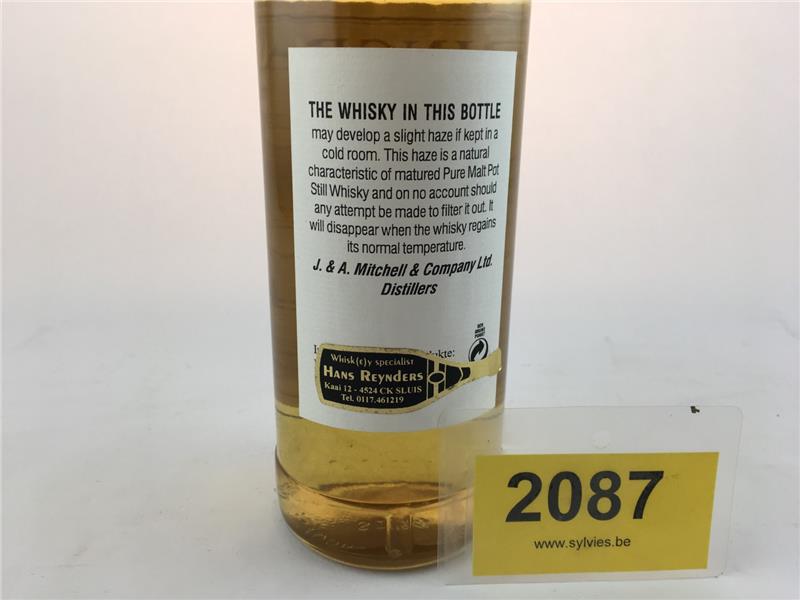 THE WHISKY IN THIS BOTTLE
may develop a slight haze if kept in a
cold room. This haze is a natural
characteristic of matured Pure Malt Pot
Still Whisky and on no account should
any attempt be made to filter it out. It
will disappear when the whisky regains
its normal temperature.
J. & A. Mitchell & Company Ltd.
Distillers
Whisk(e)y specialist
HANS REYNDERS
Kaai 12 - 4524 CK SLUIS
Tel. 0117.461219
2087
www.sylvies.be